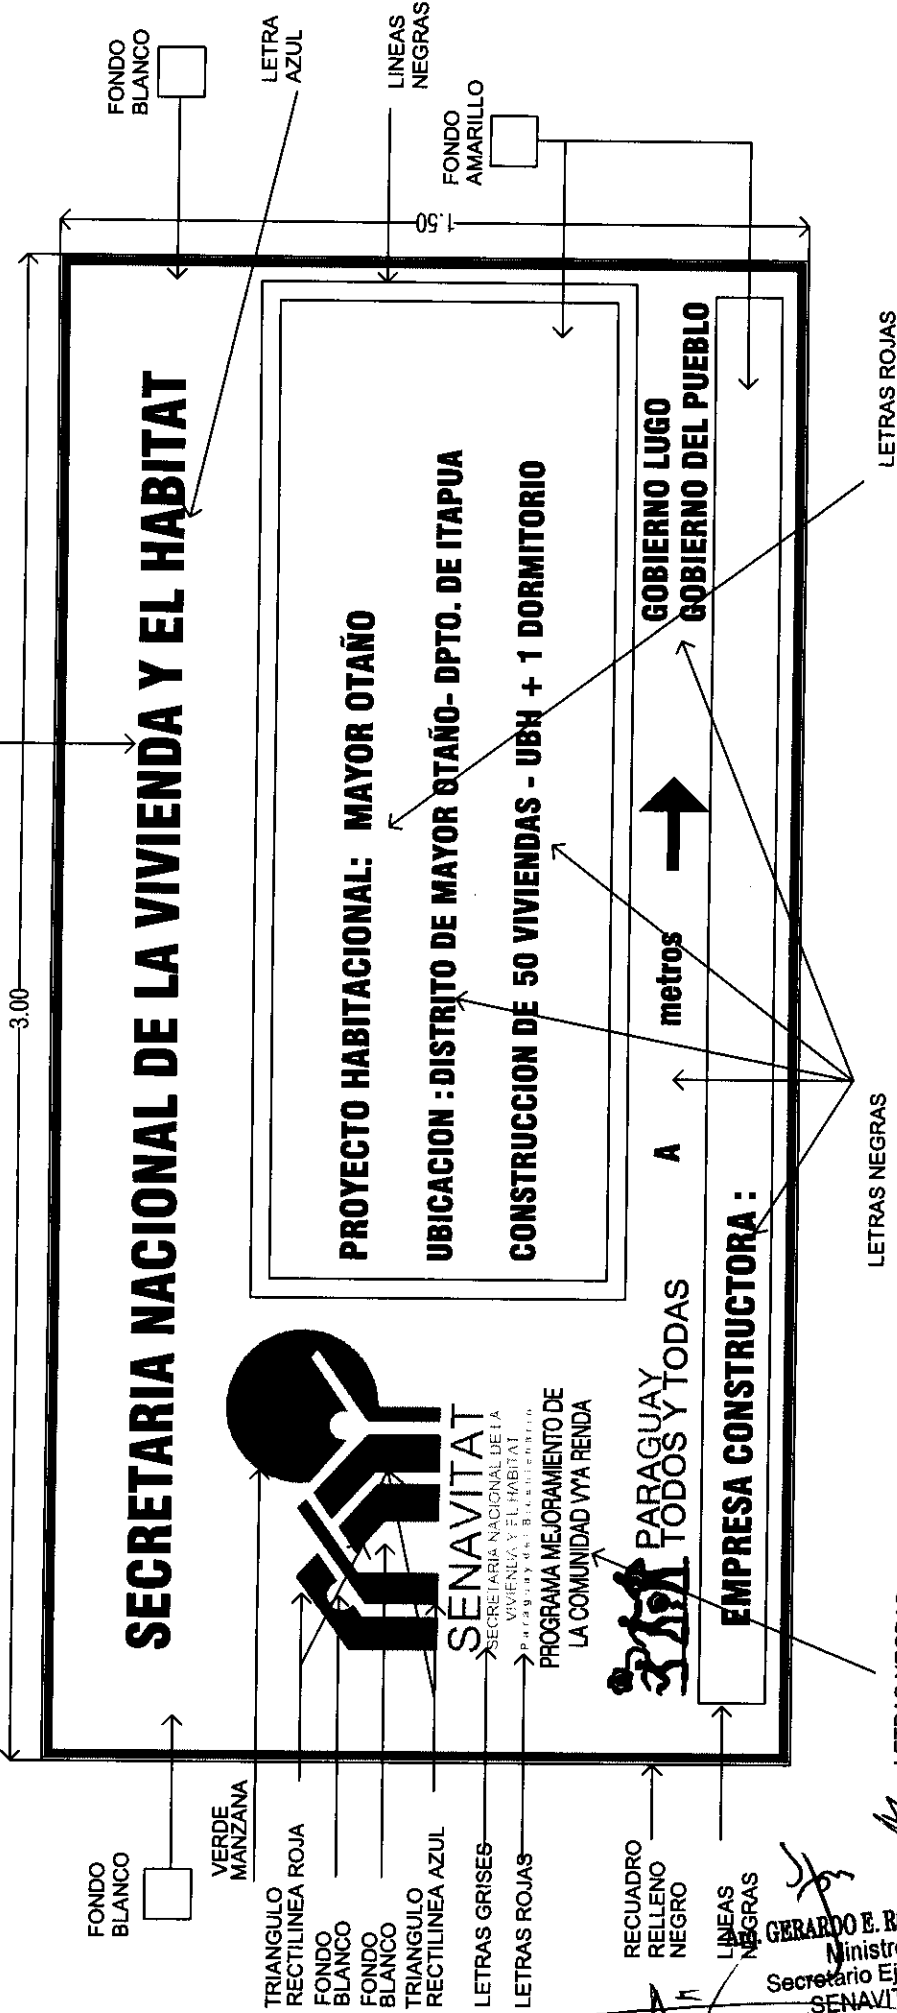 3.00
1.50
FONDO
BLANCO
LETRA
AZUL
LINEAS
NEGRAS
FONDO
AMARILLO
SECRETARIA NACIONAL DE LA VIVIENDA Y EL HABITAT
PROYECTO HABITACIONAL: MAYOR OTAÑO
UBICACION : DISTRITO DE MAYOR OTAÑO- DPTO. DE ITAPUA
CONSTRUCCION DE 50 VIVIENDAS - UBH + 1 DORMITORIO
SENAVITAT
SECRETARIA NACIONAL DE LA
VIVIENDA Y EL HABITAT
Paraguay del Bicentenario
PROGRAMA MEJORAMIENTO DE
LA COMUNIDAD VYA RENDA
PARAGUAY
TODOS Y TODAS
A metros
GOBIERNO LUGO
GOBIERNO DEL PUEBLO
EMPRESA CONSTRUCTORA :
FONDO
BLANCO
VERDE
MANZANA
TRIANGULO
RECTILINEA ROJA
FONDO
BLANCO
FONDO
BLANCO
TRIANGULO
RECTILINEA AZUL
LETRAS GRISES
LETRAS ROJAS
RECUADRO
RELLENO
NEGRO
LINEAS
NEGRAS
LETRAS NEGRAS
LETRAS ROJAS
GERARDO E.
Ministro
Secretario